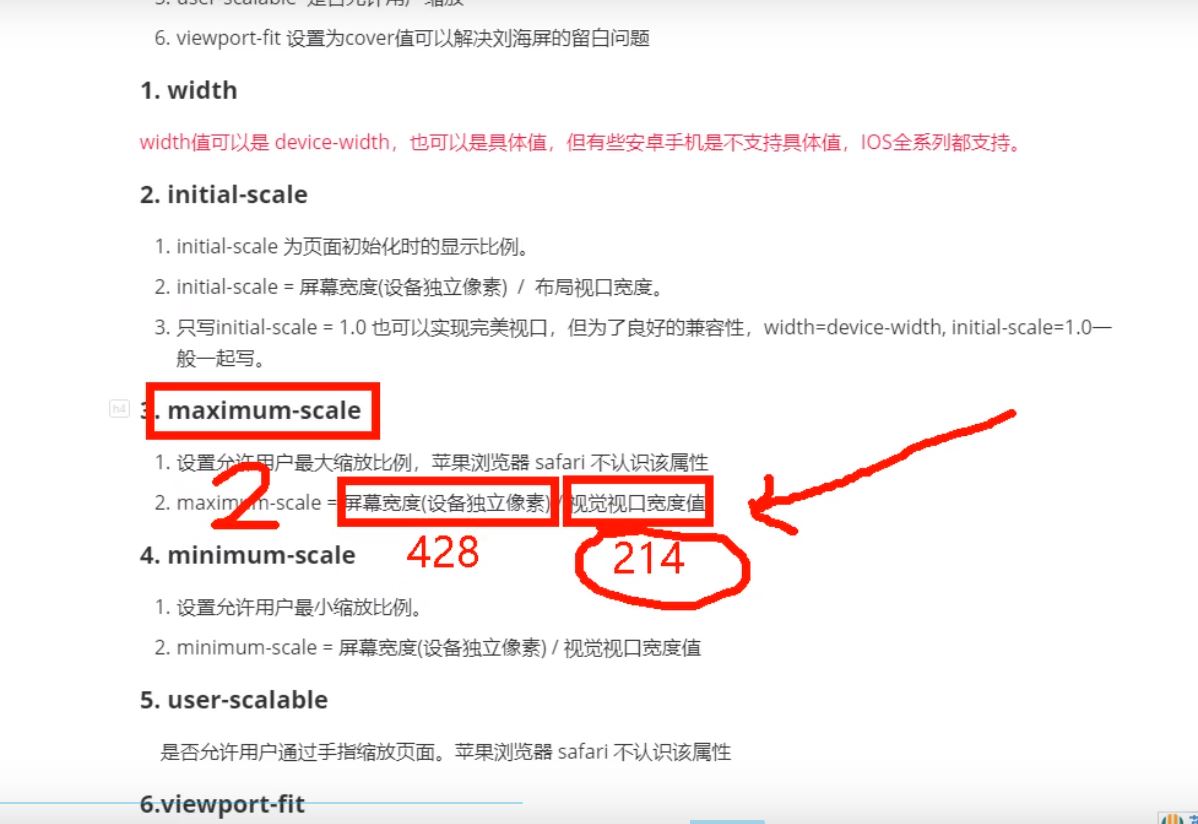 5. user-scalable 是否允许用户缩放
6. viewport-fit 设置为cover值可以解决刘海屏的留白问题
1. width
width值可以是 device-width，也可以是具体值，但有些安卓手机是不支持具体值，IOS全系列都支持。
2. initial-scale
1. initial-scale 为页面初始化时的显示比例。
2. initial-scale = 屏幕宽度(设备独立像素) / 布局视口宽度。
3. 只写initial-scale = 1.0 也可以实现完美视口，但为了良好的兼容性，width=device-width, initial-scale=1.0一
般一起写。
h4
3. maximum-scale
1. 设置允许用户最大缩放比例，苹果浏览器 safari 不认识该属性
2
2. maximum-scale = 屏幕宽度(设备独立像素) / 视觉视口宽度值
428 214
4. minimum-scale
1. 设置允许用户最小缩放比例。
2. minimum-scale = 屏幕宽度(设备独立像素) / 视觉视口宽度值
5. user-scalable
是否允许用户通过手指缩放页面。苹果浏览器 safari 不认识该属性
6.viewport-fit